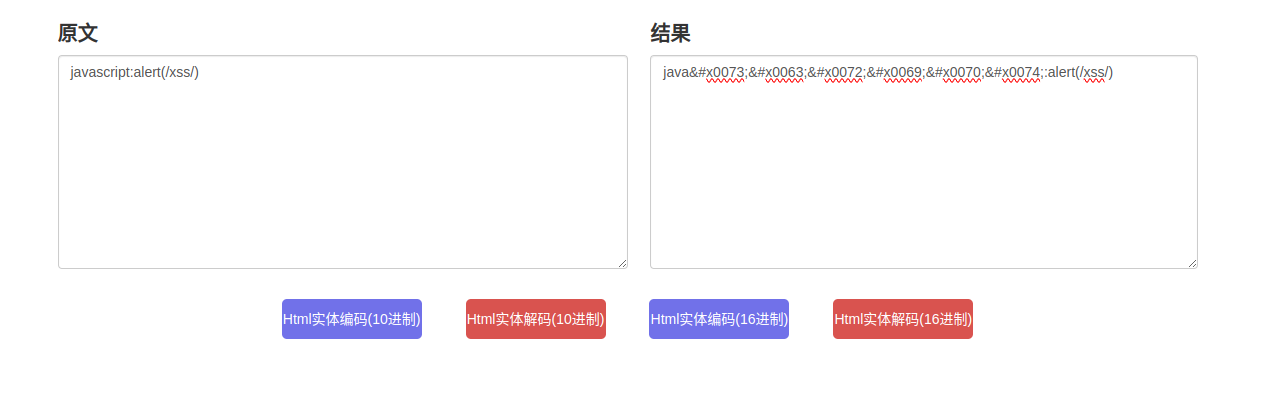 原文
结果
javascript:alert(/xss/)
java&#x0073;&#x0063;&#x0072;&#x0069;&#x0070;&#x0074;:alert(/xss/)
Html实体编码(10进制)
Html实体解码(10进制)
Html实体编码(16进制)
Html实体解码(16进制)